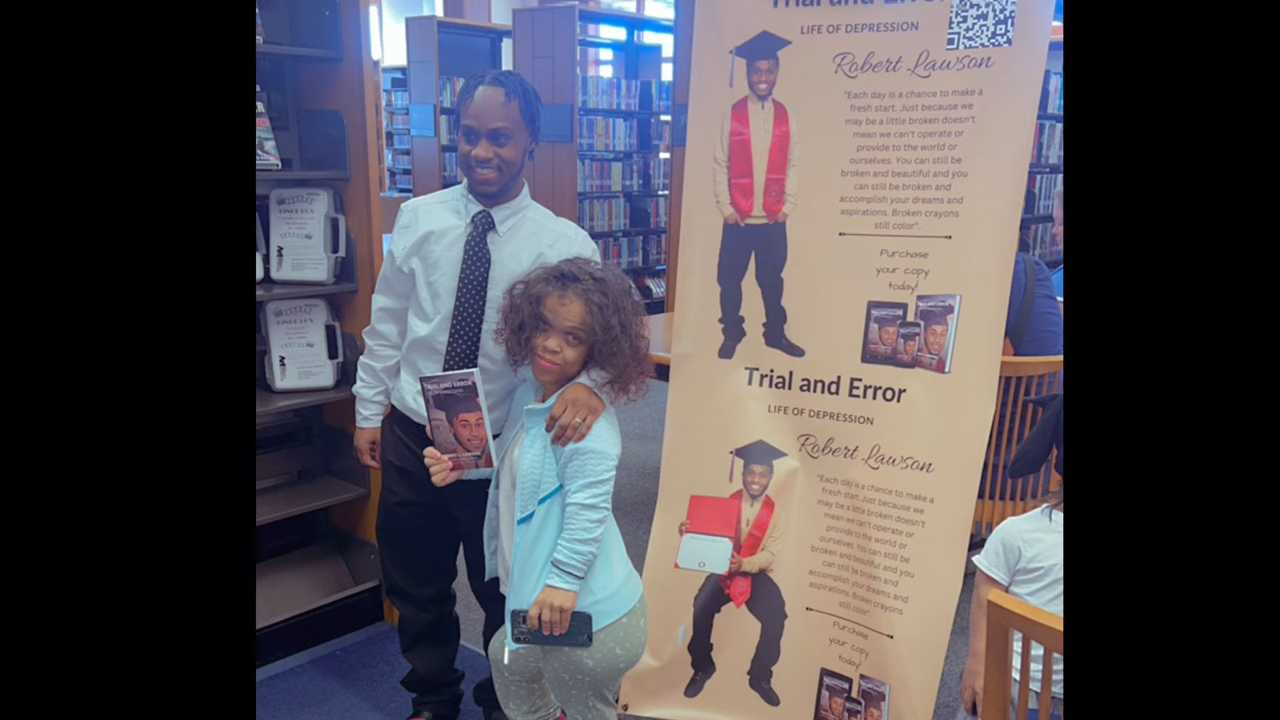 Trial and Error
LIFE OF DEPRESSION
Robert Lawson
"Each day is a chance to make a
fresh start. Just because we
may be a little broken doesn't
mean we can't operate or
provide to the world or
ourselves. You can still be
broken and beautiful and you
can still be broken and
accomplish your dreams and
aspirations. Broken crayons
still color".
Purchase
your copy
today!
Trial and Error
LIFE OF DEPRESSION
Robert Lawson
"Each day is a chance to make a
fresh start. Just because we
may be a little broken doesn't
mean we can't operate or
provide to the world or
ourselves. You can still be
broken and beautiful and you
can still be broken and
accomplish your dreams and
aspirations. Broken crayons
still color".
Purchase
your copy
today!
TRIAL AND ERROR